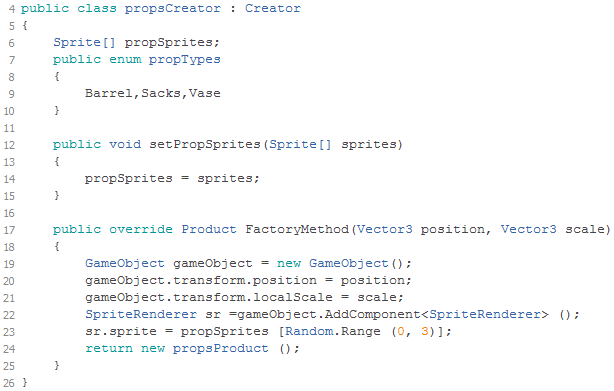 4 public class propsCreator : Creator
5 {
6     Sprite[] propSprites;
7     public enum propTypes
8     {
9         Barrel,Sacks,Vase
10     }
11
12     public void setPropSprites(Sprite[] sprites)
13     {
14         propSprites = sprites;
15     }
16
17     public override Product FactoryMethod(Vector3 position, Vector3 scale)
18     {
19         GameObject gameObject = new GameObject();
20         gameObject.transform.position = position;
21         gameObject.transform.localScale = scale;
22         SpriteRenderer sr =gameObject.AddComponent<SpriteRenderer> ();
23         sr.sprite = propSprites [Random.Range (0, 3)];
24         return new propsProduct ();
25     }
26 }